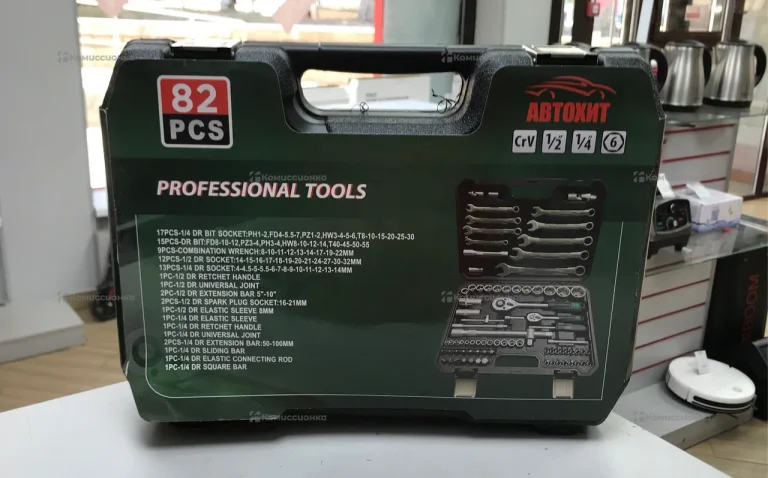 82
PCS
АВТОХИТ
CrV 1/2 1/4 6
PROFESSIONAL TOOLS
17PCS-1/4 DR BIT SOCKET:PH1-2,FD4-5.5-7,PZ1-2,HW3-4-5-6,T8-10-15-20-25-30
15PCS-DR BIT:FD8-10-12,PZ3-4,PH3-4,HW8-10-12-14,T40-45-50-55
9PCS-COMBINATION WRENCH:8-10-11-12-13-14-17-19-22MM
12PCS-1/2 DR SOCKET:14-15-16-17-18-19-20-21-24-27-30-32MM
13PCS-1/4 DR SOCKET:4-4.5-5-5.5-6-7-8-9-10-11-12-13-14MM
1PC-1/2 DR RETCHET HANDLE
1PC-1/2 DR UNIVERSAL JOINT
2PC-1/2 DR EXTENSION BAR 5"-10"
2PCS-1/2 DR SPARK PLUG SOCKET:16-21MM
1PC-1/2 DR ELASTIC SLEEVE 8MM
1PC-1/4 DR ELASTIC SLEEVE
1PC-1/4 DR RETCHET HANDLE
1PC-1/4 DR UNIVERSAL JOINT
2PCS-1/4 DR EXTENSION BAR:50-100MM
1PC-1/4 DR SLIDING BAR
1PC-1/4 DR ELASTIC CONNECTING ROD
1PC-1/4 DR SQUARE BAR
Комиссионка
Комиссионка
Комиссионка
Комиссионка
Комиссионка
Комиссионка
Комиссионка
Комиссионка